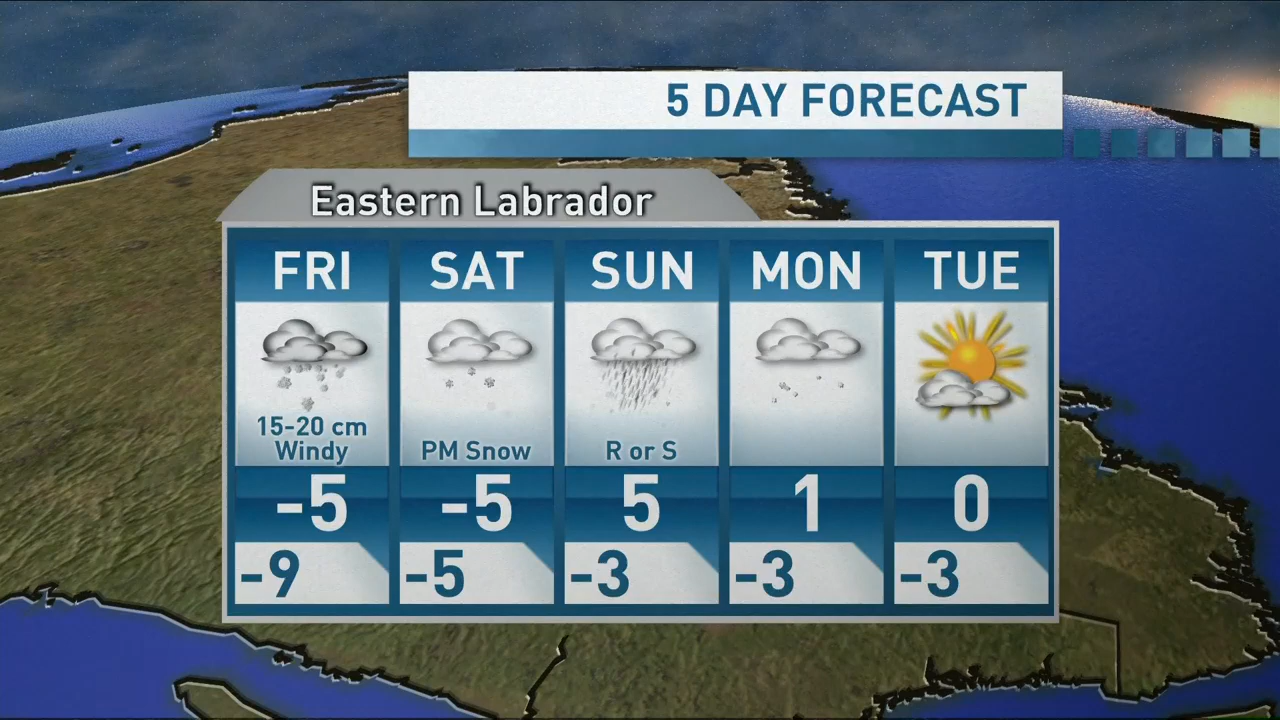 5 DAY FORECAST
Eastern Labrador
FRI SAT SUN MON TUE
15-20 cm
Windy PM Snow R or S
-5 -5 5 1 0
-9 -5 -3 -3 -3